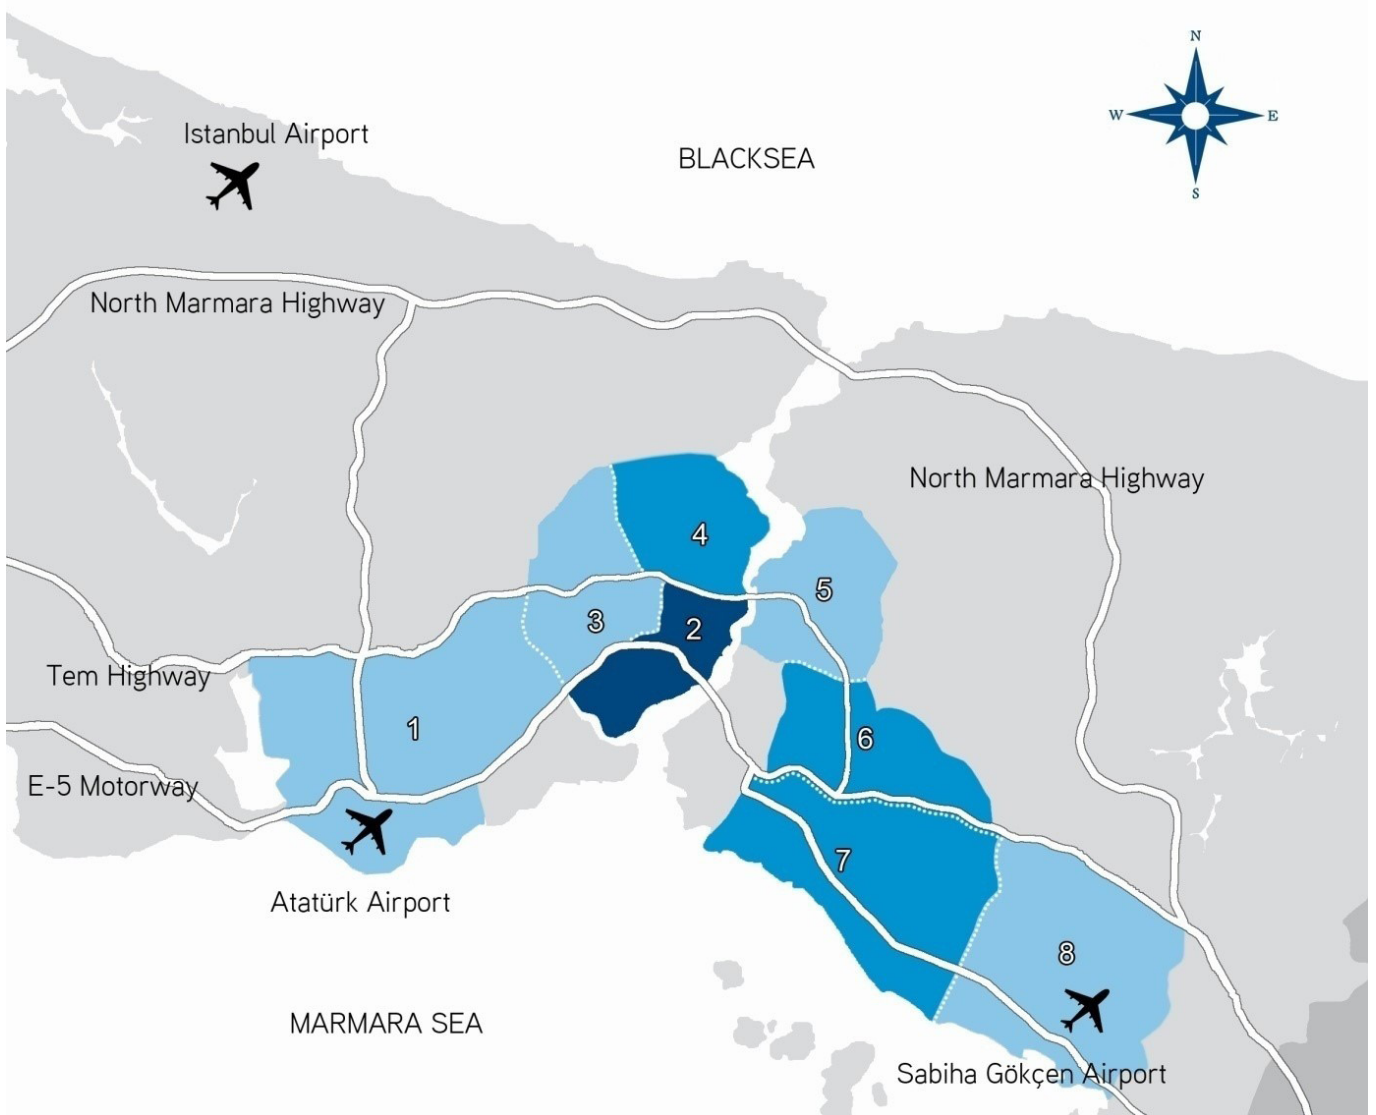 N
W E
S
Istanbul Airport
BLACKSEA
North Marmara Highway
North Marmara Highway
4
5
3
2
Tem Highway
1
6
E-5 Motorway
7
Atatürk Airport
8
MARMARA SEA
Sabiha Gökçen Airport